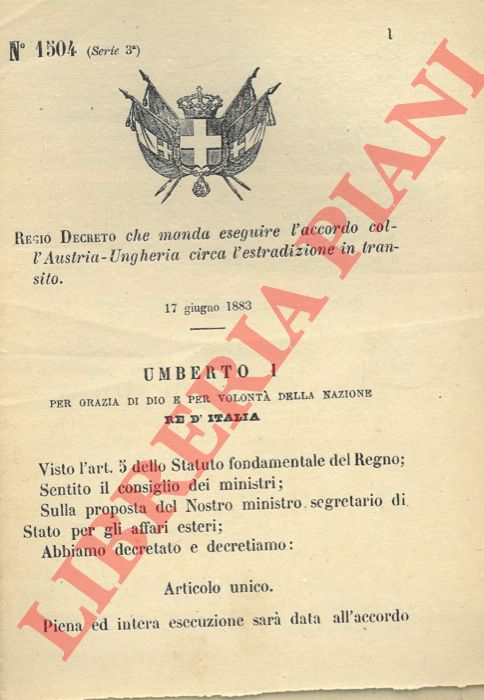 N° 1504 (Serie 3ª)
1
REGIO DECRETO che manda eseguire l'accordo col-
l'Austria-Ungheria circa l'estradizione in tran-
sito.
17 giugno 1883
UMBERTO I
PER GRAZIA DI DIO E PER VOLONTÀ DELLA NAZIONE
RE D'ITALIA
Visto l'art. 5 dello Statuto fondamentale del Regno;
Sentito il consiglio dei ministri;
Sulla proposta del Nostro ministro segretario di
Stato per gli affari esteri;
Abbiamo decretato e decretiamo:
Articolo unico.
Piena ed intera esecuzione sarà data all'accordo
LIBRERIA PIANI